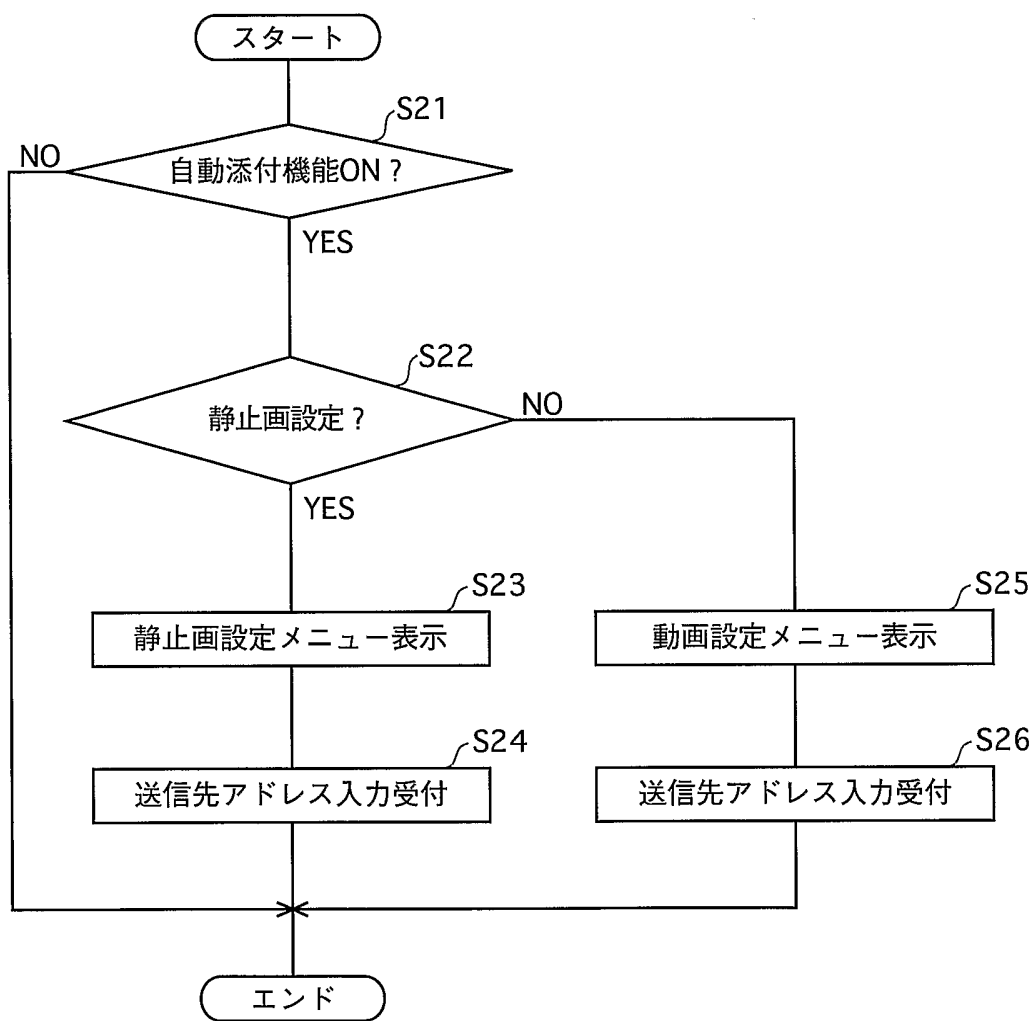 スタート
S21
NO
自動添付機能ON？
YES
S22
静止画設定？
NO
YES
S23
静止画設定メニュー表示
S25
動画設定メニュー表示
S24
送信先アドレス入力受付
S26
送信先アドレス入力受付
エンド